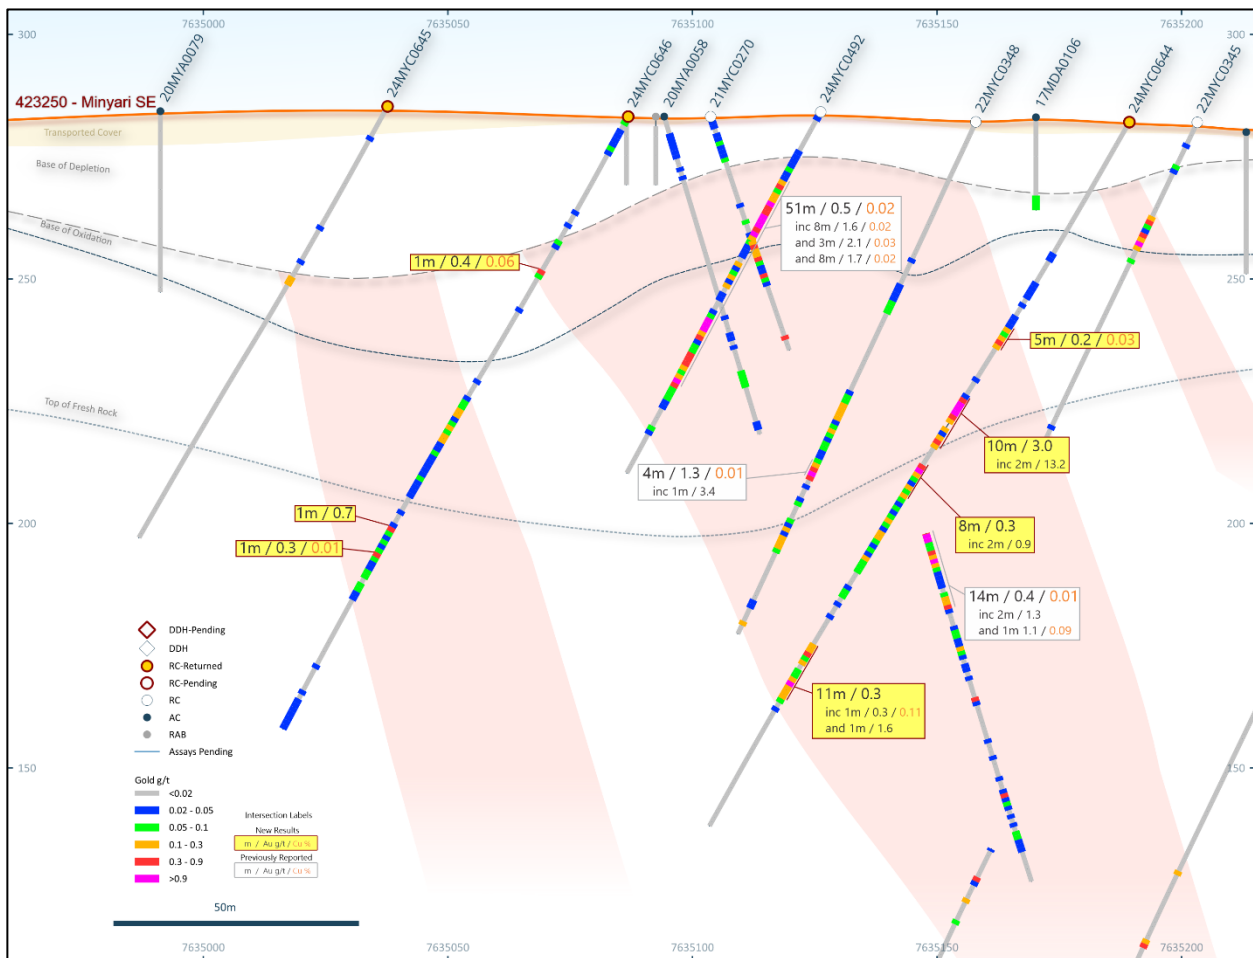 7635000
7635050
7635100
7635150
7635200
300
20MYA0079
24MYC0645
24MYC0646
20MYA0058
21MYC0270
24MYC0492
22MYC0348
17MDA0106
24MYC0644
22MYC0345
423250 - Minyari SE
Transported Cover
Base of Depletion
Base of Oxidation
Top of Fresh Rock
51m / 0.5 / 0.02
inc 8m / 1.6 / 0.02
and 3m / 2.1 / 0.03
and 8m / 1.7 / 0.02
1m / 0.4 / 0.06
250
250
5m / 0.2 / 0.03
10m / 3.0
inc 2m / 13.2
4m / 1.3 / 0.01
inc 1m / 3.4
1m / 0.7
1m / 0.3 / 0.01
200
200
8m / 0.3
inc 2m / 0.9
14m / 0.4 / 0.01
inc 2m / 1.3
and 1m 1.1 / 0.09
11m / 0.3
inc 1m / 0.3 / 0.11
and 1m / 1.6
DDH-Pending
DDH
RC-Returned
RC-Pending
RC
AC
RAB
Assays Pending
150
150
Gold g/t
<0.02
0.02 - 0.05
0.05 - 0.1
0.1 - 0.3
0.3 - 0.9
>0.9
Intersection Labels
New Results
m / Au g/t / Cu %
Previously Reported
m / Au g/t / Cu %
50m
7635000
7635050
7635100
7635150
7635200